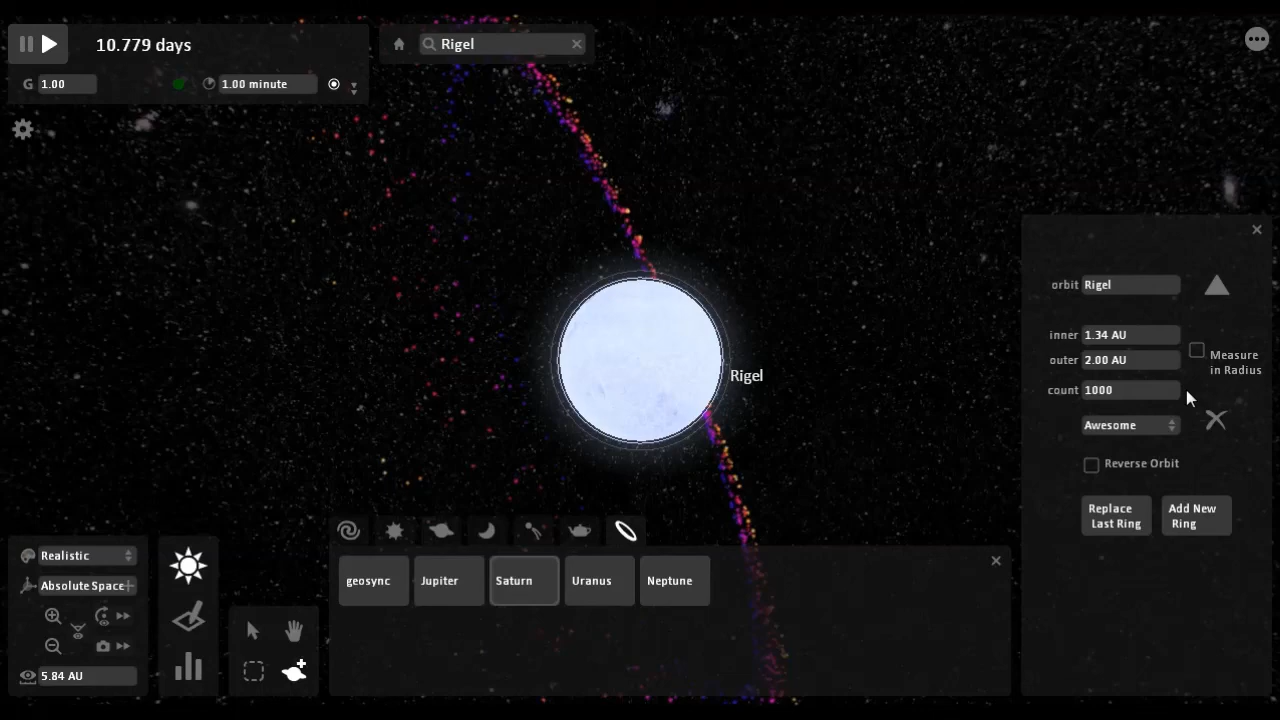 10.779 days
Rigel
G 1.00
1.00 minute
orbit Rigel
inner 1.34 AU
outer 2.00 AU
Measure
in Radius
count 1000
Awesome
Reverse Orbit
Replace
Last Ring
Add New
Ring
Rigel
Realistic
Absolute Space
5.84 AU
geosync
Jupiter
Saturn
Uranus
Neptune